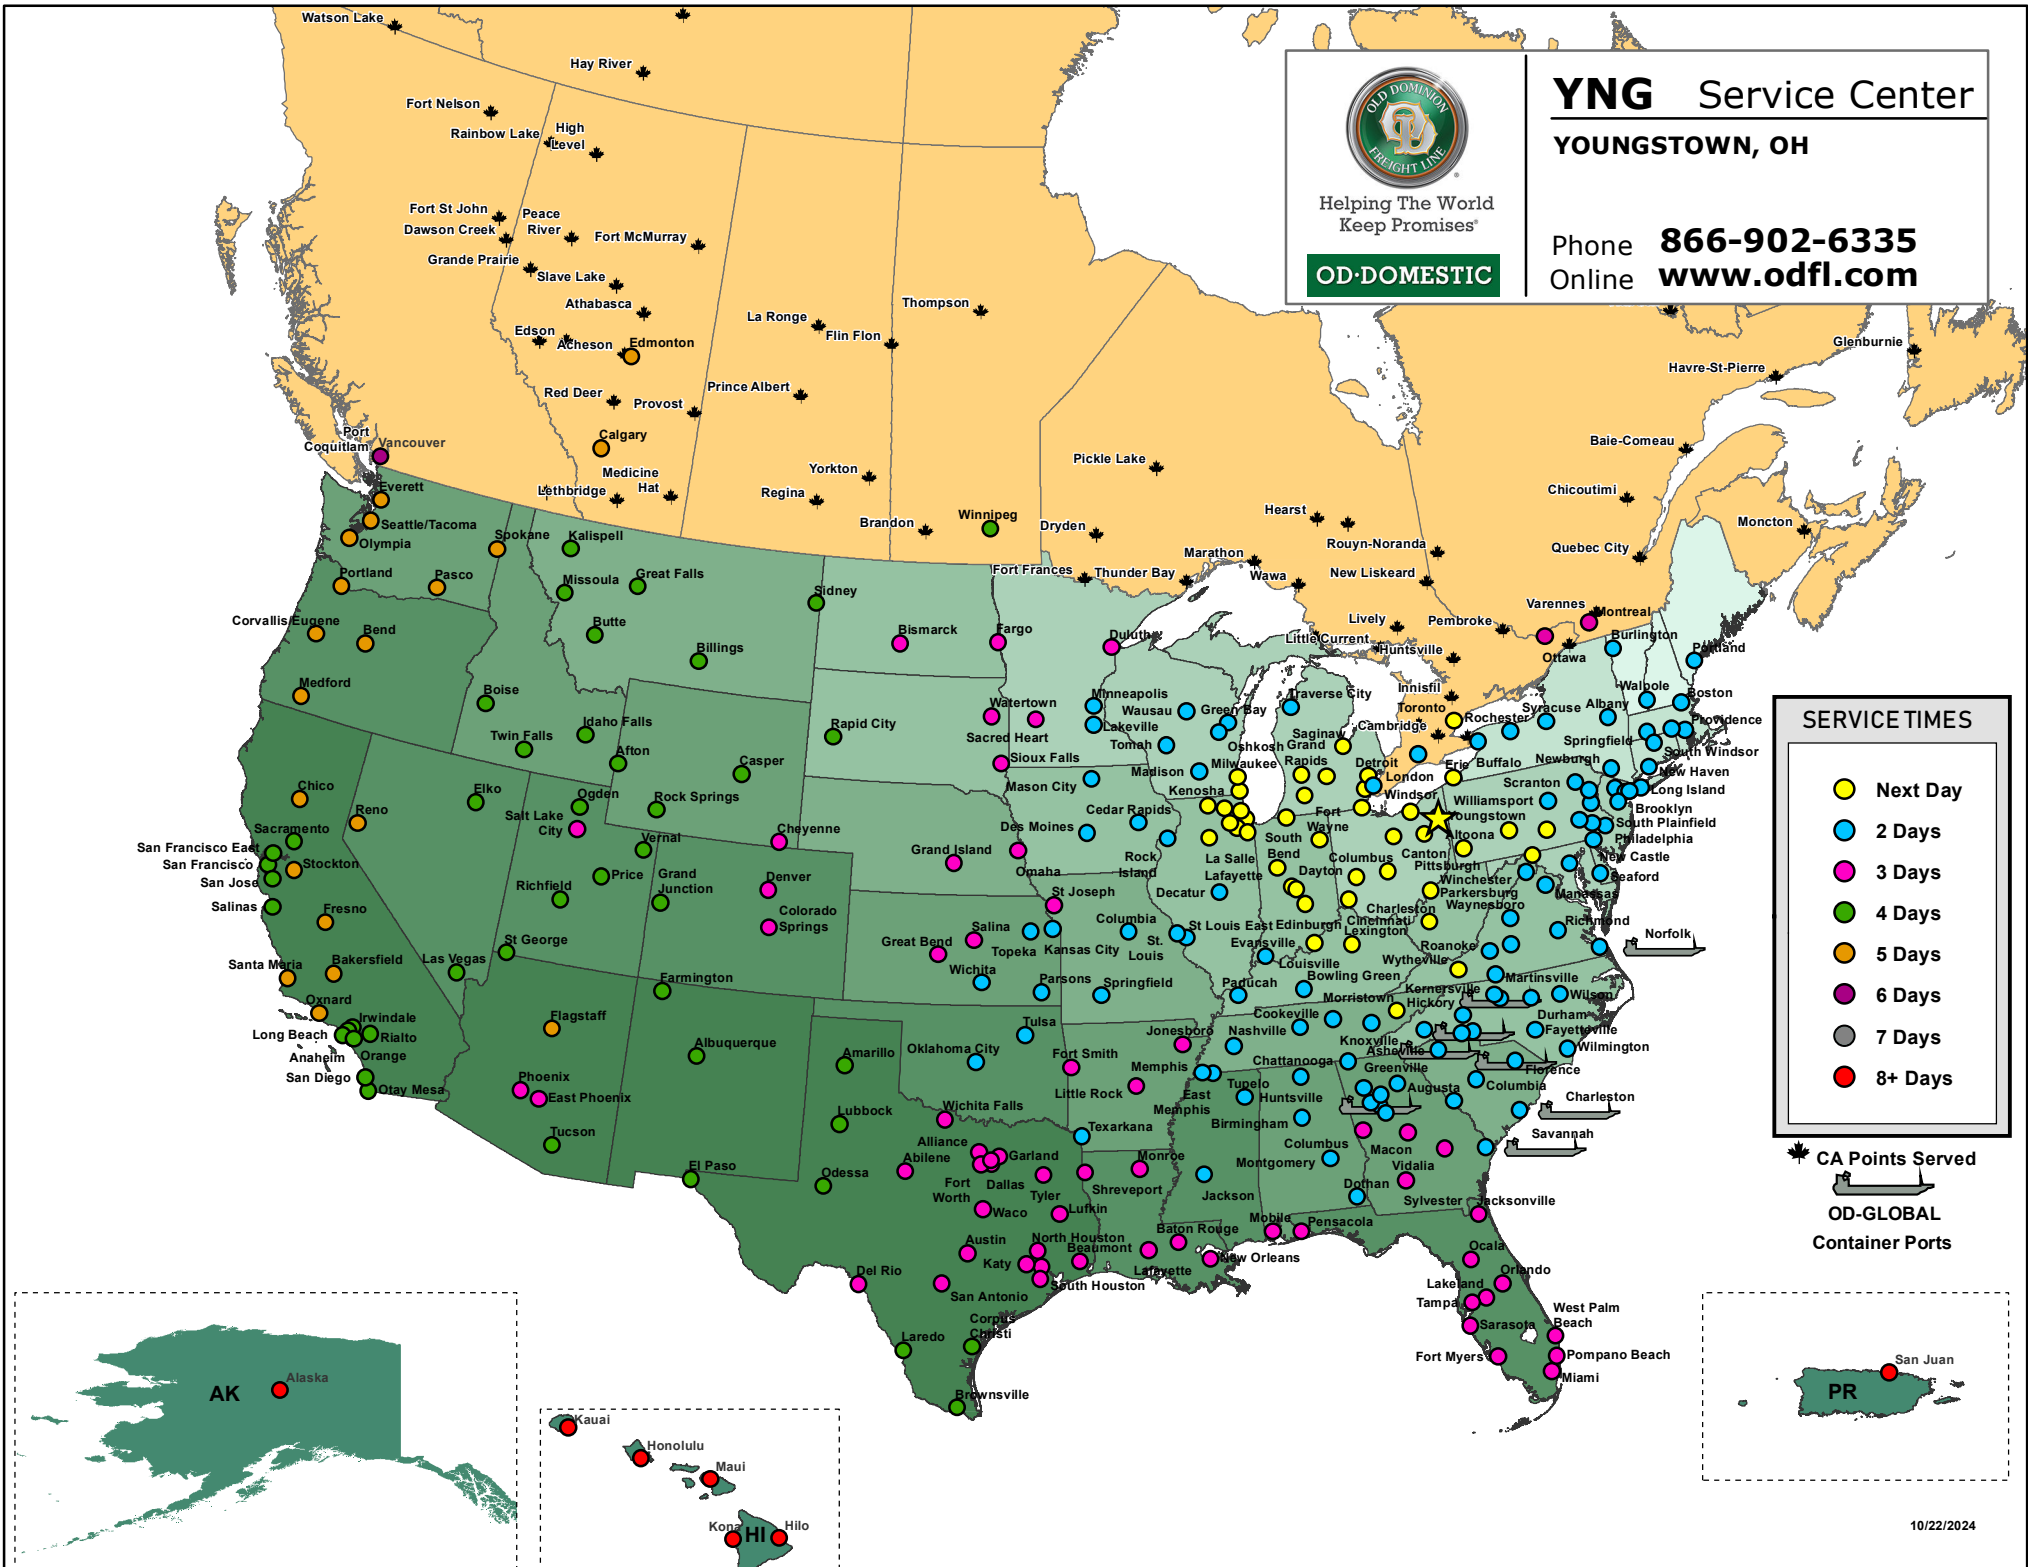 Watson Lake
Hay River
Fort Nelson
Rainbow Lake
High
Level
Fort St John
Dawson Creek
Peace
River
Fort McMurray
Grande Prairie
Slave Lake
Athabasca
Edson
Acheson
Edmonton
La Ronge
Flin Flon
Thompson
Red Deer
Provost
Prince Albert
Calgary
Port
Coquitlam
Vancouver
Medicine
Hat
Lethbridge
Yorkton
Regina
Brandon
Winnipeg
Pickle Lake
Dryden
Fort Frances
Thunder Bay
Marathon
Wawa
Hearst
Rouyn-Noranda
New Liskeard
Lively
Little Current
Pembroke
Huntsville
Innisfil
Toronto
Cambridge
London
Windsor
Ottawa
Varennes
Montreal
Quebec City
Chicoutimi
Baie-Comeau
Havre-St-Pierre
Glenburnie
Moncton
OLD DOMINION
FREIGHT LINE
Helping The World
Keep Promises®
OD·DOMESTIC
YNG Service Center
YOUNGSTOWN, OH
Phone 866-902-6335
Online www.odfl.com
Everett
Seattle/Tacoma
Olympia
Spokane
Portland
Pasco
Corvallis/Eugene
Bend
Medford
Kalispell
Missoula
Great Falls
Butte
Billings
Sidney
Boise
Idaho Falls
Twin Falls
Afton
Casper
Rock Springs
Cheyenne
Bismarck
Fargo
Duluth
Rapid City
Watertown
Sacred Heart
Sioux Falls
Minneapolis
Lakeville
Wausau
Green Bay
Oshkosh
Tomah
Madison
Milwaukee
Kenosha
Mason City
Cedar Rapids
Des Moines
Rock
Island
Grand Island
Omaha
Chico
Reno
Elko
Sacramento
San Francisco East
San Francisco
Stockton
San Jose
Salinas
Fresno
Santa Maria
Bakersfield
Oxnard
Irwindale
Long Beach
Rialto
Anaheim
Orange
San Diego
Otay Mesa
Las Vegas
Ogden
Salt Lake
City
Vernal
Price
Richfield
St George
Grand
Junction
Denver
Colorado
Springs
Flagstaff
Phoenix
East Phoenix
Tucson
Farmington
Albuquerque
El Paso
St Joseph
Salina
Topeka
Great Bend
Wichita
Kansas City
Parsons
Columbia
Springfield
St.
Louis
St Louis East
Tulsa
Oklahoma City
Amarillo
Lubbock
Wichita Falls
Alliance
Abilene
Garland
Fort
Worth
Dallas
Tyler
Odessa
Waco
Lufkin
Austin
North Houston
Beaumont
Katy
South Houston
San Antonio
Del Rio
Laredo
Corpus
Christi
Brownsville
Fort Smith
Little Rock
Jonesboro
Texarkana
Shreveport
Monroe
Lafayette
Baton Rouge
New Orleans
Memphis
East
Memphis
Tupelo
Jackson
Huntsville
Birmingham
Montgomery
Mobile
Dothan
Pensacola
Traverse City
Saginaw
Grand
Rapids
Detroit
South
Bend
Fort
Wayne
La Salle
Lafayette
Decatur
Dayton
Columbus
Canton
Youngstown
Cincinnati
Edinburgh
Evansville
Louisville
Lexington
Bowling Green
Paducah
Nashville
Cookeville
Morristown
Knoxville
Chattanooga
Erie
Pittsburgh
Altoona
Williamsport
Scranton
Parkersburg
Charleston
Winchester
Waynesboro
Roanoke
Wytheville
Martinsville
Richmond
Norfolk
Manassas
Buffalo
Rochester
Syracuse
Albany
Newburgh
Burlington
Portland
Walpole
Boston
Providence
Springfield
South Windsor
New Haven
Long Island
Brooklyn
South Plainfield
Philadelphia
New Castle
Seaford
Kernersville
Hickory
Wilson
Durham
Fayetteville
Wilmington
Asheville
Greenville
Florence
Columbia
Charleston
Augusta
Savannah
Columbus
Macon
Vidalia
Sylvester
Jacksonville
Ocala
Orlando
Lakeland
Tampa
Sarasota
West Palm
Beach
Fort Myers
Pompano Beach
Miami
SERVICE TIMES
Next Day
2 Days
3 Days
4 Days
5 Days
6 Days
7 Days
8+ Days
CA Points Served
OD-GLOBAL
Container Ports
AK
Alaska
Kauai
Honolulu
Maui
Kona
HI
Hilo
San Juan
PR
10/22/2024